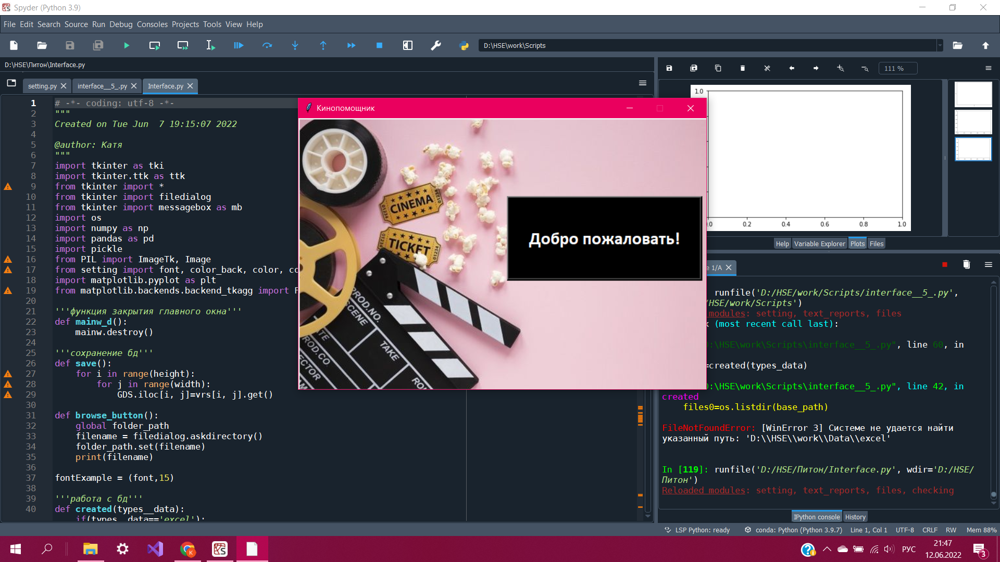 Spyder (Python 3.9)
File Edit Search Source Run Debug Consoles Projects Tools View Help
D:\HSE\work\Scripts
D:\HSE\Питон\Interface.py
setting.py
interface__5_.py
Interface.py
1 # -*- coding: utf-8 -*-
2 """
3 Created on Tue Jun  7 19:15:07 2022
4
5 @author: Катя
6 """
7 import tkinter as tki
8 import tkinter.ttk as ttk
9 from tkinter import *
10 from tkinter import filedialog
11 from tkinter import messagebox as mb
12 import os
13 import numpy as np
14 import pandas as pd
15 import pickle
16 from PIL import ImageTk, Image
17 from setting import font, color_back, color, co
18 import matplotlib.pyplot as plt
19 from matplotlib.backends.backend_tkagg import F
20
21 '''функция закрытия главного окна'''
22 def mainw_d():
23     mainw.destroy()
24
25 '''сохранение бд'''
26 def save():
27     for i in range(height):
28         for j in range(width):
29             GDS.iloc[i, j]=vrs[i, j].get()
30
31 def browse_button():
32     global folder_path
33     filename = filedialog.askdirectory()
34     folder_path.set(filename)
35     print(filename)
36
37 fontExample = (font,15)
38
39 '''работа с бд'''
40 def created(types__data):
if(types__data=='excel'):
Кинопомощник
CINEMA
01234
01234
TICKET
01234
01234
PROD.NO.
SCENE
TAKE
ROLL
DATE
PROD.CO.
Добро пожаловать!
111 %
1.0
0.2 0.4 0.6 0.8 1.0
Help Variable Explorer Plots Files
e 1/A
runfile('D:/HSE/work/Scripts/interface__5_.py',
/HSE/work/Scripts')
modules: setting, text_reports, files
k (most recent call last):
D:\HSE\work\Scripts\interface__5_.py", line 60, in
=created(types_data)
D:\HSE\work\Scripts\interface__5_.py", line 42, in
created
files0=os.listdir(base_path)
FileNotFoundError: [WinError 3] Системе не удается найти
указанный путь: 'D:\\HSE\\work\\Data\\excel'
In [119]: runfile('D:/HSE/Питон/Interface.py', wdir='D:/HSE/
Питон')
Reloaded modules: setting, text_reports, files, checking
IPython console History
LSP Python: ready conda: Python (Python 3.9.7) Line 1, Col 1 UTF-8 CRLF RW Mem 88%
РУС
21:47
12.06.2022
3